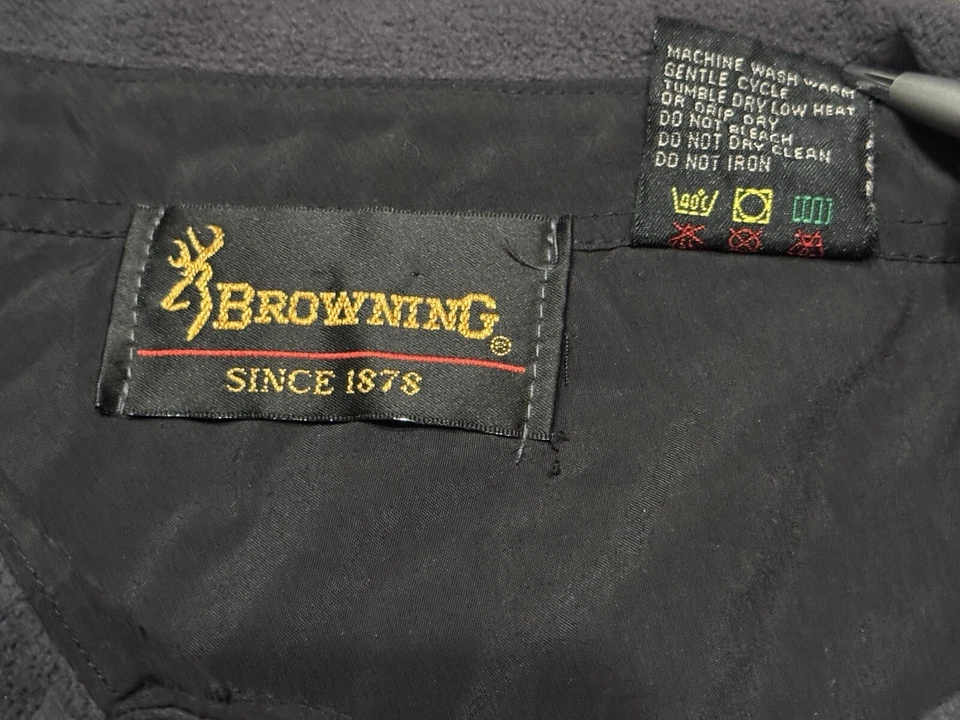 BROWNING®
SINCE 1878
MACHINE WASH WARM
GENTLE CYCLE
TUMBLE DRY LOW HEAT
OR DRIP DRY
DO NOT BLEACH
DO NOT DRY CLEAN
DO NOT IRON